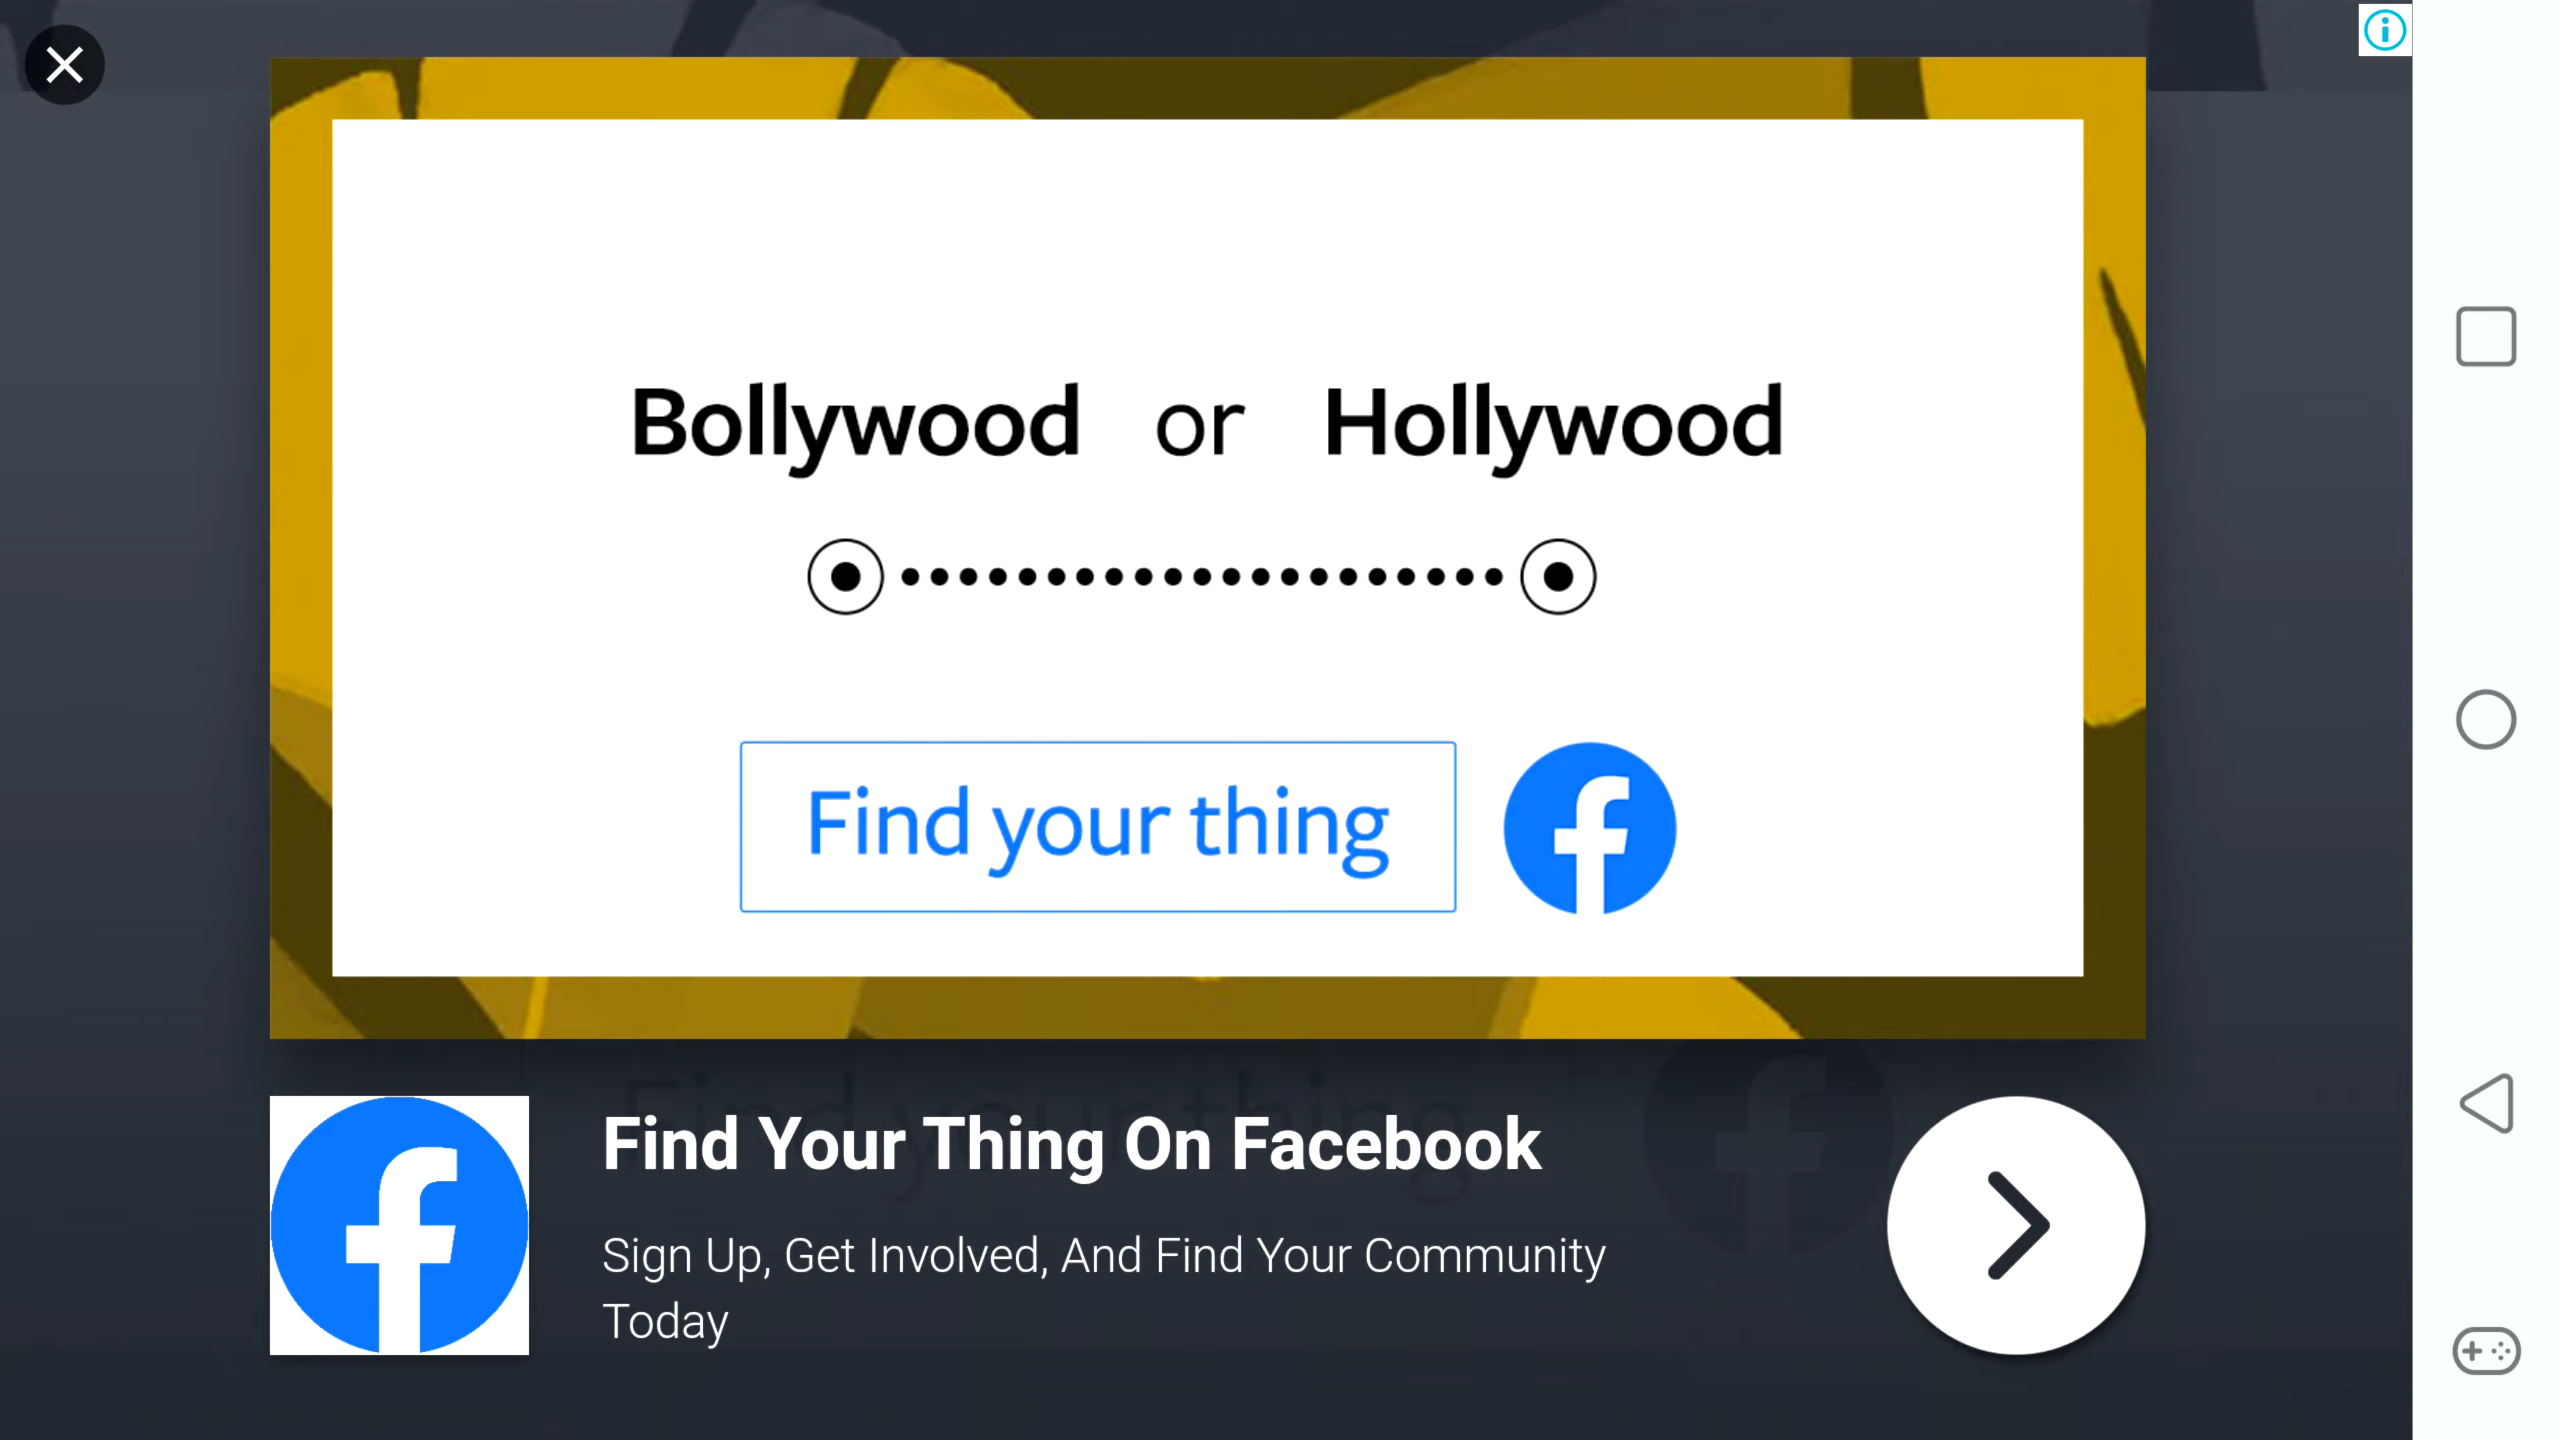 Bollywood or Hollywood
Find your thing
Find Your Thing On Facebook
Sign Up, Get Involved, And Find Your Community
Today